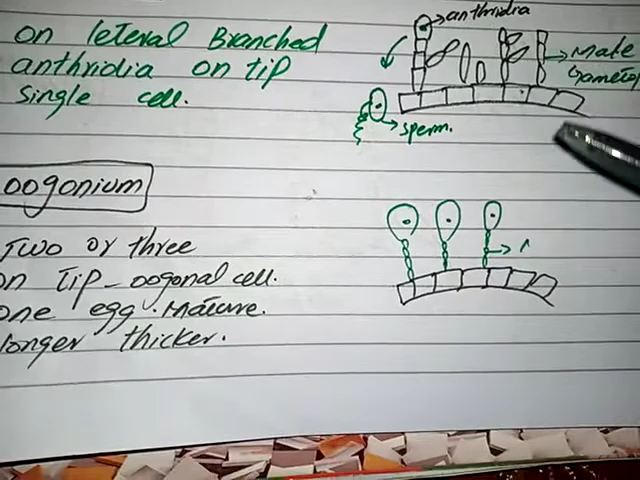 on leteral Branched
anthridia on tip
single cell.
anthridia
Male
Gametop
sperm.
oogonium
Two or three
on Tip-oogonal cell.
one egg.Mature.
longer thicker.